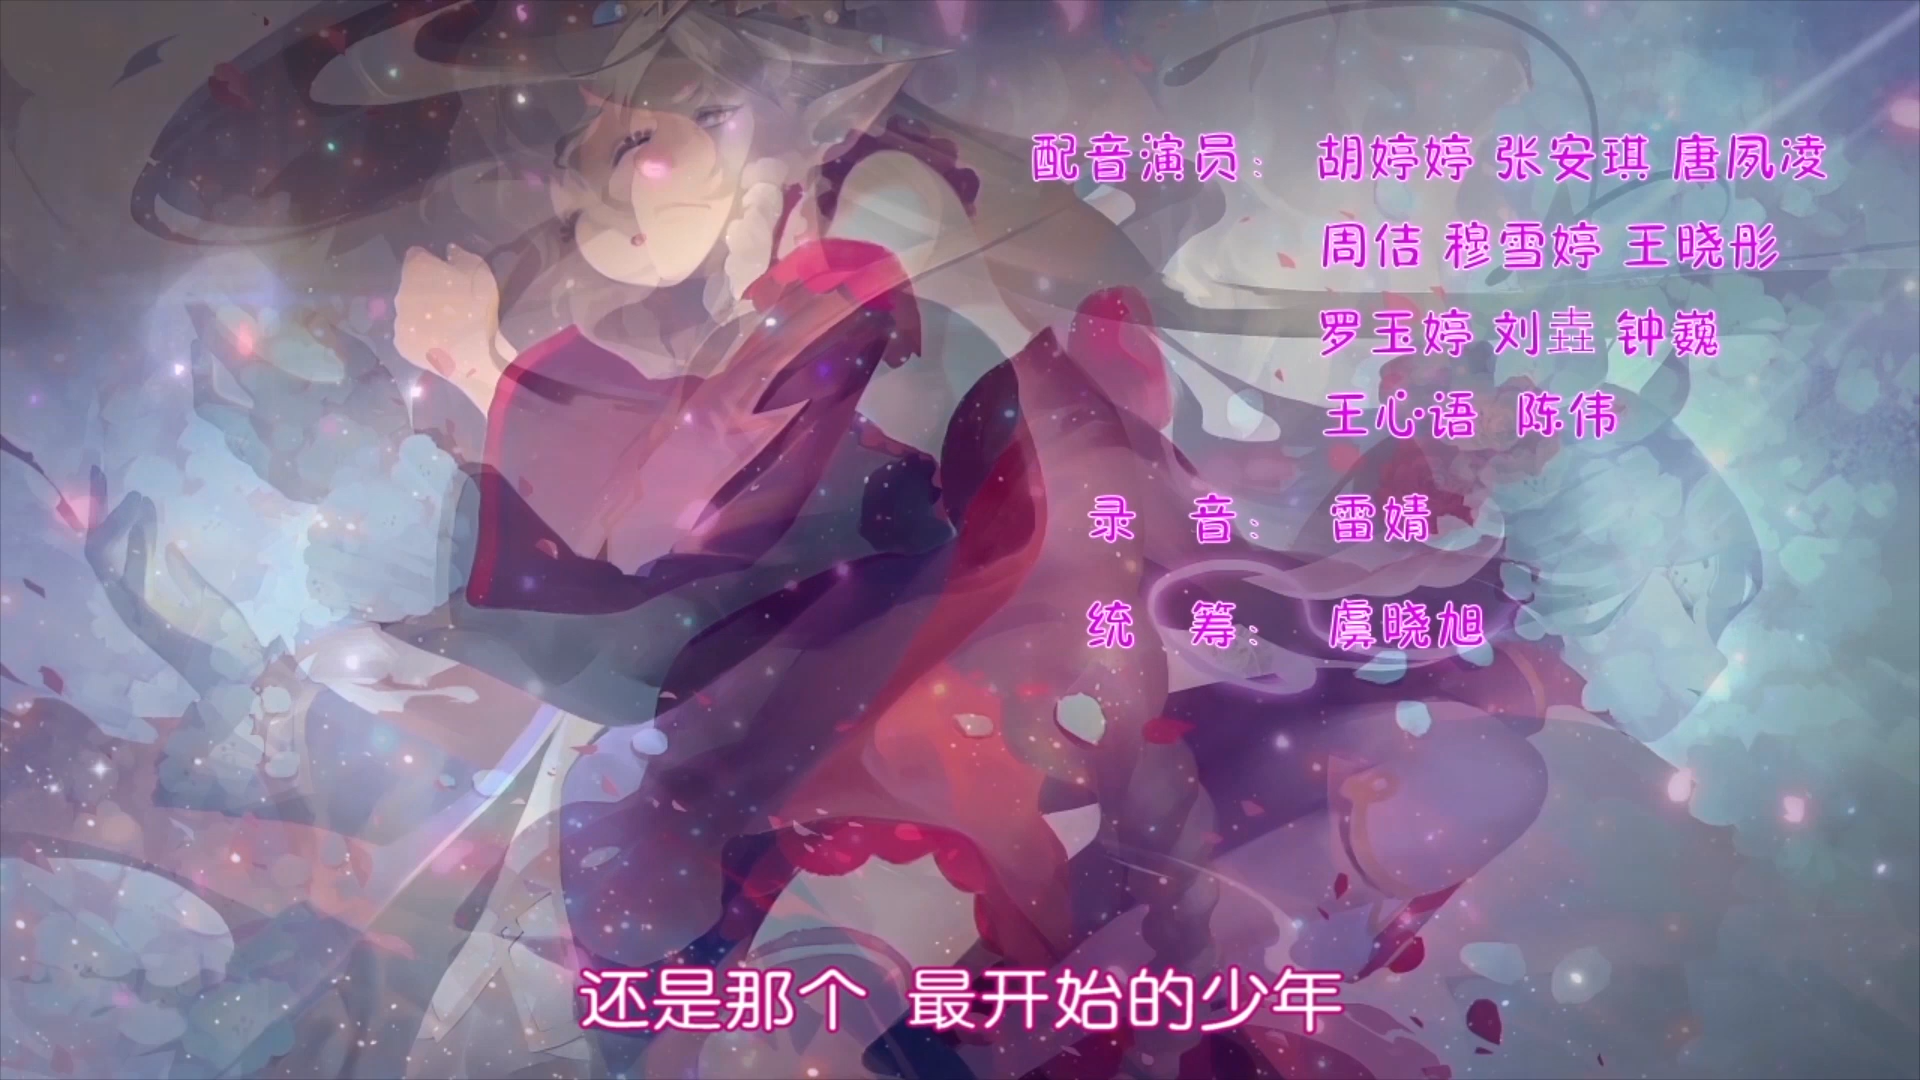 配音演员： 胡婷婷 张安琪 唐夙凌
周佶 穆雪婷 王晓彤
罗玉婷 刘垚 钟巍
王心语 陈伟
录 音： 雷婧
统 筹： 虞晓旭
还是那个 最开始的少年